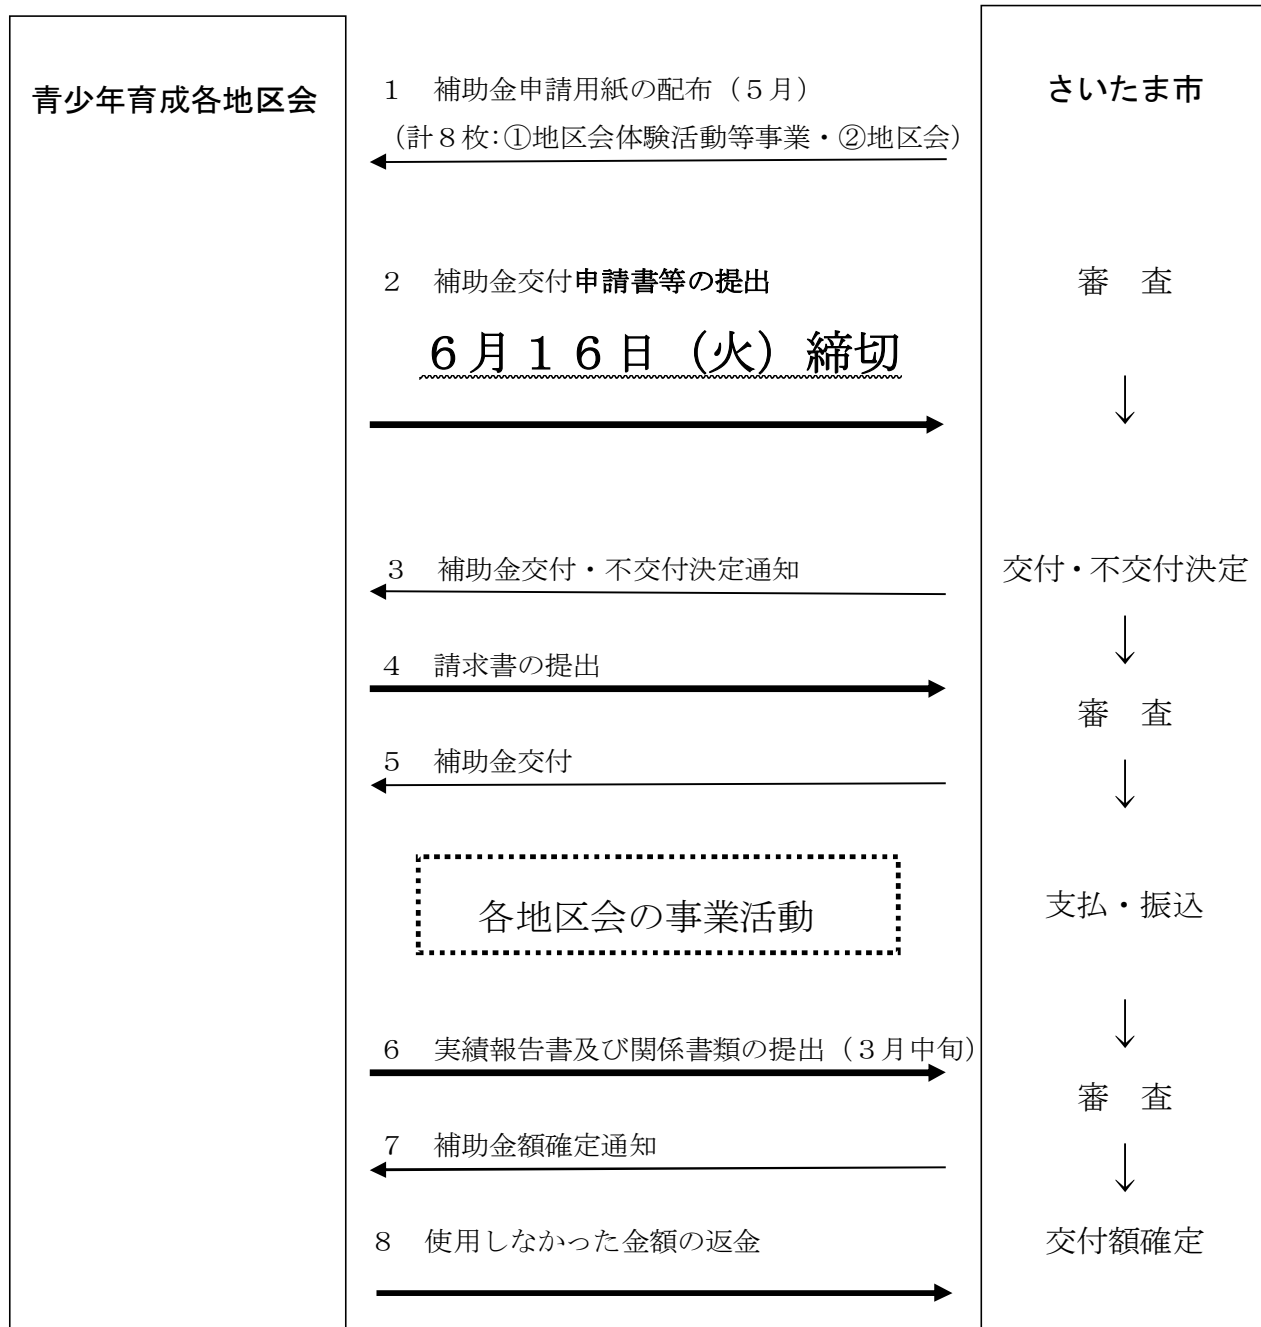 青少年育成各地区会
さいたま市
1　補助金申請用紙の配布（５月）
（計８枚：①地区会体験活動等事業・②地区会）
2　補助金交付申請書等の提出
６月１６日（火）締切
審　査
↓
3　補助金交付・不交付決定通知
交付・不交付決定
↓
4　請求書の提出
審　査
5　補助金交付
↓
各地区会の事業活動
支払・振込
↓
6　実績報告書及び関係書類の提出（３月中旬）
審　査
7　補助金額確定通知
↓
8　使用しなかった金額の返金
交付額確定